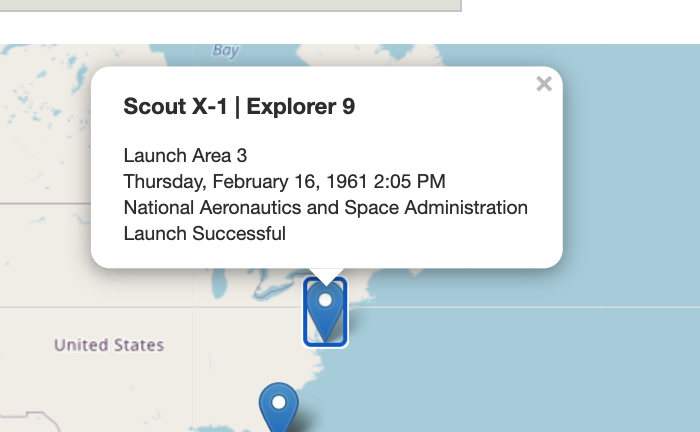 Bay
Scout X-1 | Explorer 9
×
Launch Area 3
Thursday, February 16, 1961 2:05 PM
National Aeronautics and Space Administration
Launch Successful
United States